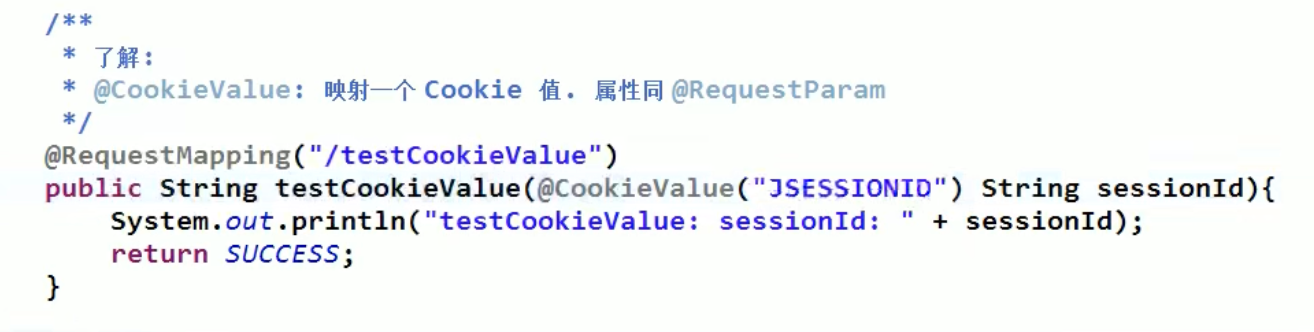 /**
 * 了解:
 * @CookieValue: 映射一个 Cookie 值. 属性同 @RequestParam
 */
@RequestMapping("/testCookieValue")
public String testCookieValue(@CookieValue("JSESSIONID") String sessionId){
    System.out.println("testCookieValue: sessionId: " + sessionId);
    return SUCCESS;
}